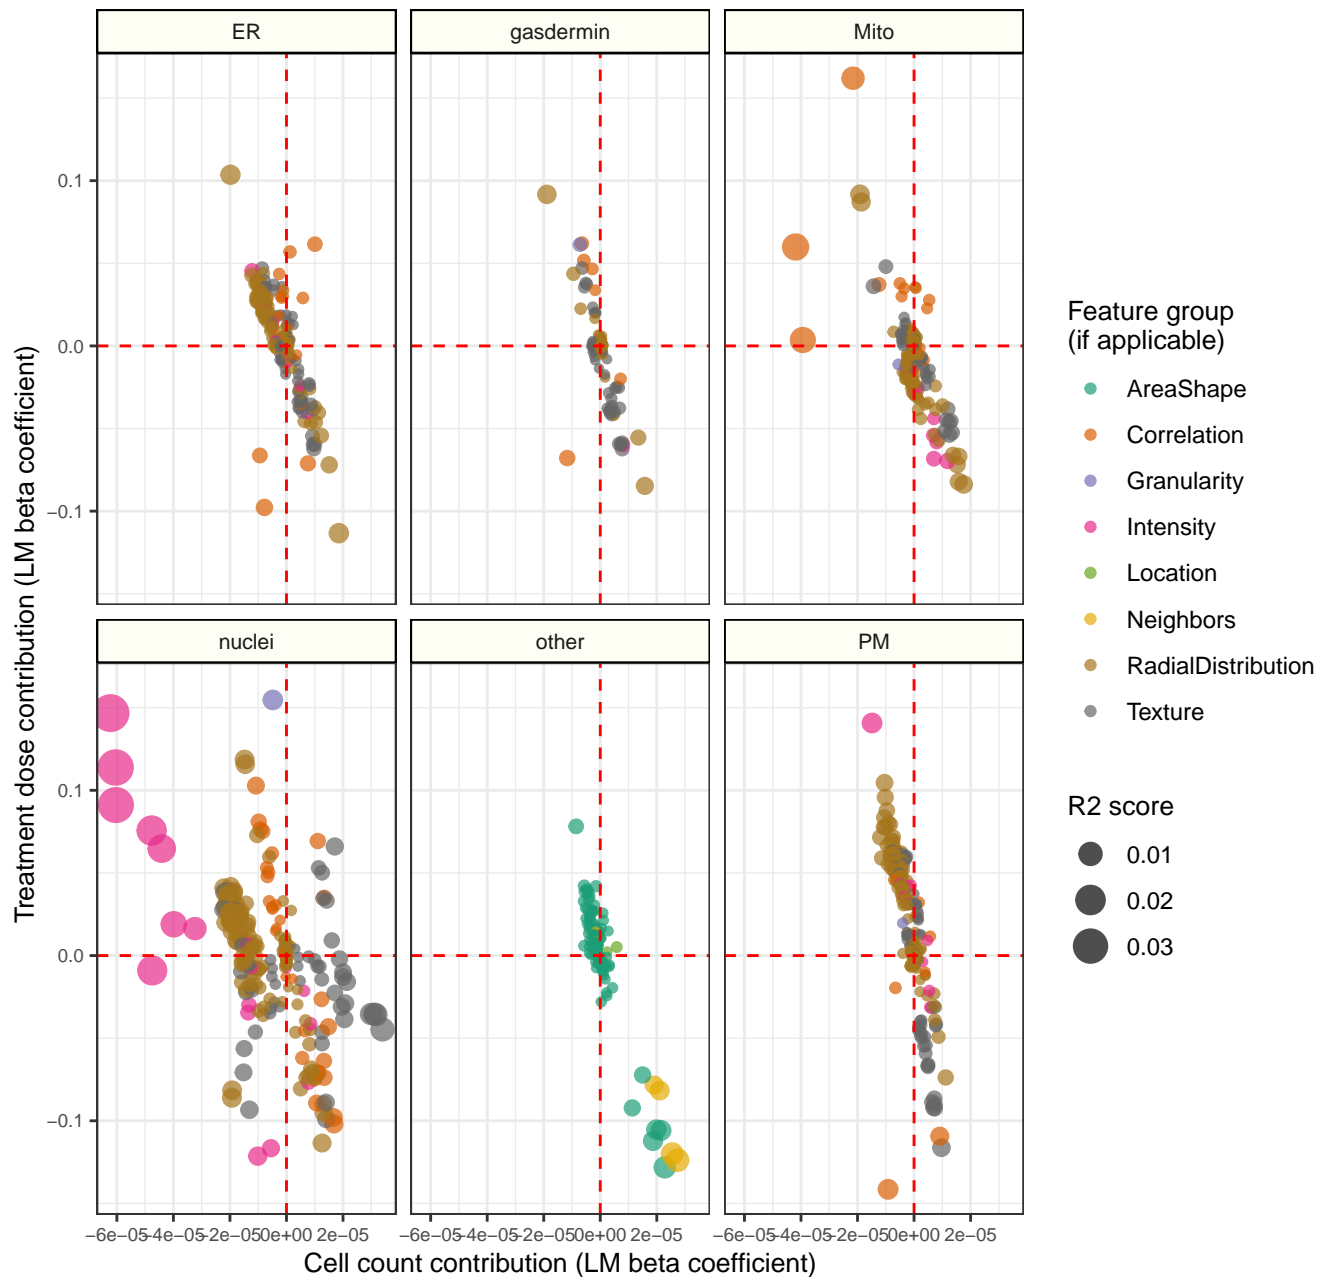 ER
gasdermin
Mito
0.1
0.0
−0.1
nuclei
other
PM
0.1
0.0
−0.1
−6e−05−4e−05−2e−050e+00 2e−05
−6e−05−4e−05−2e−050e+00 2e−05
−6e−05−4e−05−2e−050e+00 2e−05
Cell count contribution (LM beta coefficient)
Treatment dose contribution (LM beta coefficient)
Feature group
(if applicable)
AreaShape
Correlation
Granularity
Intensity
Location
Neighbors
RadialDistribution
Texture
R2 score
0.01
0.02
0.03